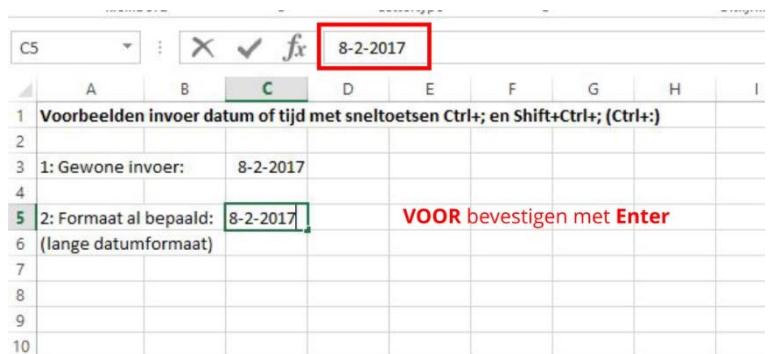 C5 fx 8-2-2017
A B C D E F G H I
1 Voorbeelden invoer datum of tijd met sneltoetsen Ctrl+; en Shift+Ctrl+; (Ctrl+:)
2
3 1: Gewone invoer: 8-2-2017
4
5 2: Formaat al bepaald: 8-2-2017 VOOR bevestigen met Enter
6 (lange datumformaat)
7
8
9
10